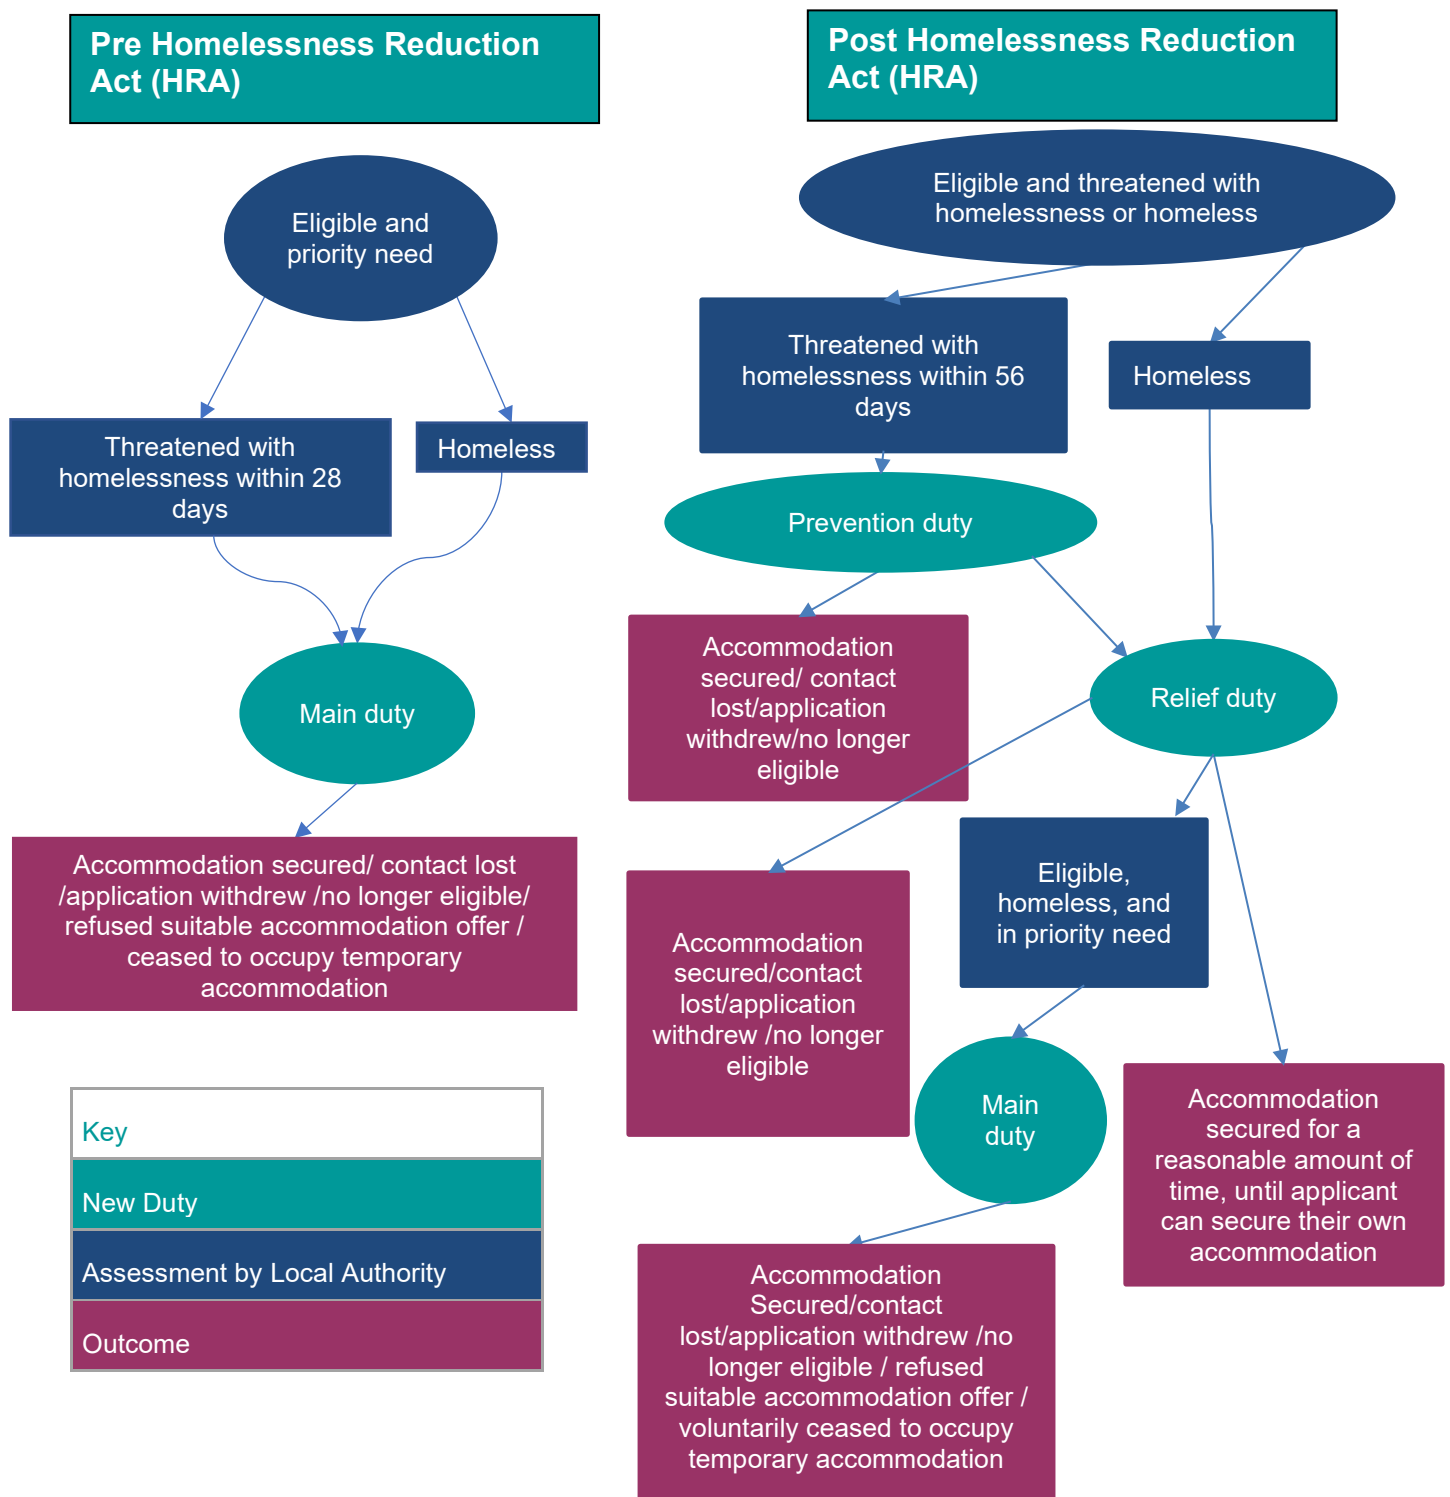 Pre Homelessness Reduction
Act (HRA)
Eligible and
priority need
Threatened with
homelessness within 28
days
Homeless
Main duty
Accommodation secured/ contact lost
/application withdrew /no longer eligible/
refused suitable accommodation offer /
ceased to occupy temporary
accommodation
Key
New Duty
Assessment by Local Authority
Outcome
Post Homelessness Reduction
Act (HRA)
Eligible and threatened with
homelessness or homeless
Threatened with
homelessness within 56
days
Homeless
Prevention duty
Accommodation
secured/ contact
lost/application
withdrew/no longer
eligible
Relief duty
Accommodation
secured/contact
lost/application
withdrew /no longer
eligible
Eligible,
homeless, and
in priority need
Main
duty
Accommodation
secured for a
reasonable amount of
time, until applicant
can secure their own
accommodation
Accommodation
Secured/contact
lost/application withdrew /no
longer eligible / refused
suitable accommodation offer /
voluntarily ceased to occupy
temporary accommodation